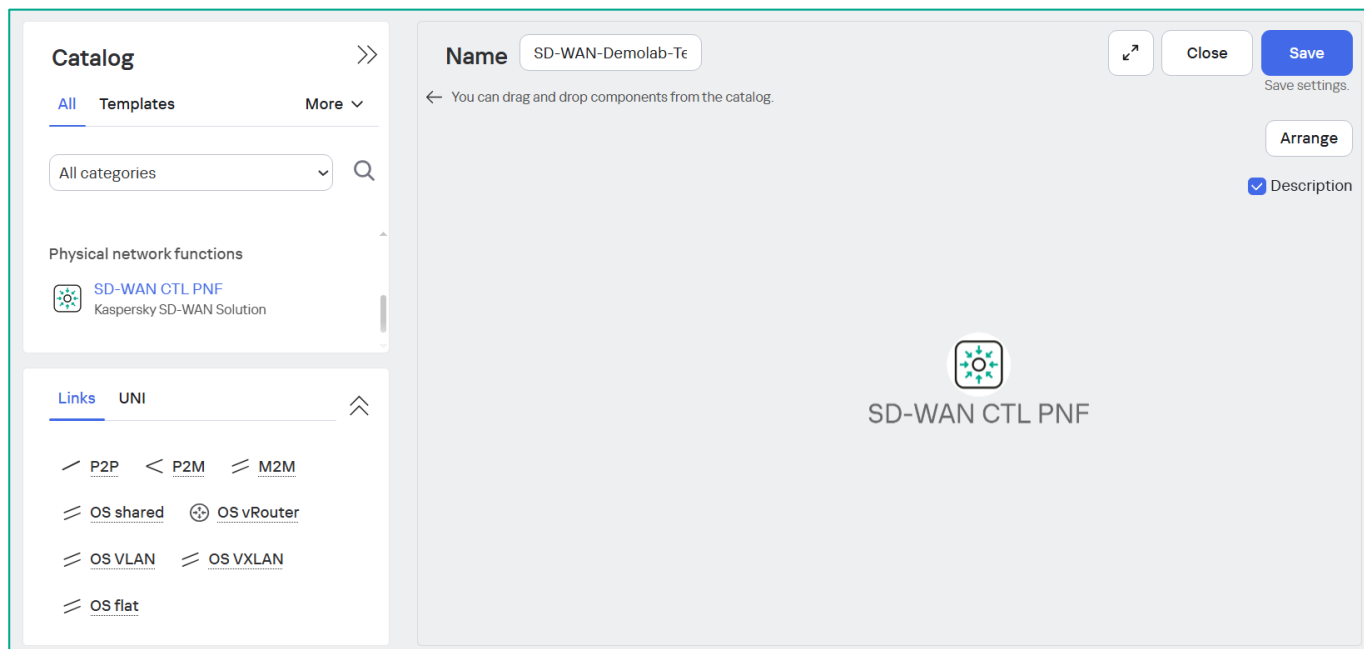 Catalog
All Templates More
All categories
Physical network functions
SD-WAN CTL PNF
Kaspersky SD-WAN Solution
Links UNI
P2P P2M M2M
OS shared OS vRouter
OS VLAN OS VXLAN
OS flat
Name SD-WAN-Demolab-Te
Close Save
You can drag and drop components from the catalog.
Save settings.
Arrange
Description
SD-WAN CTL PNF